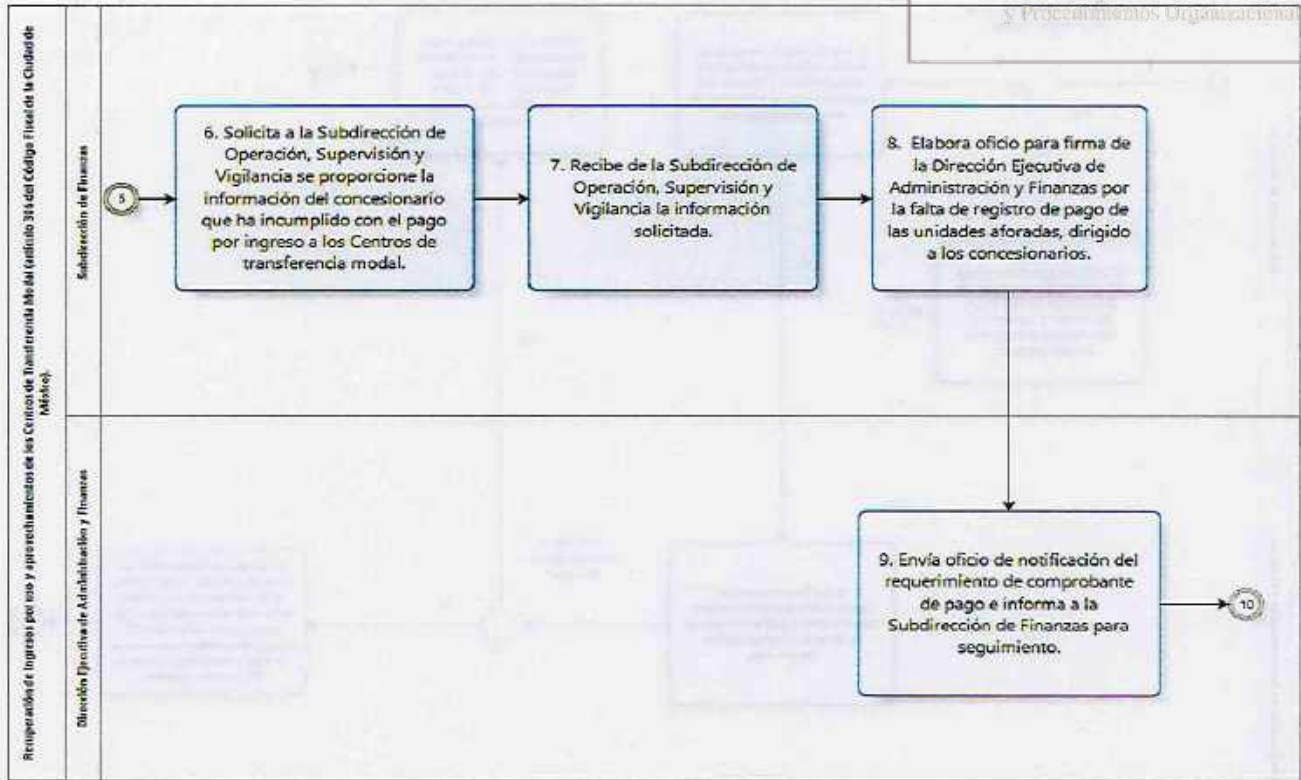 y Procedimientos Organizacional
Recuperación de Ingresos por uso y aprovechamientos de los Centros de Transferencia Modal (artículo 316 del Código Fiscal de la Ciudad de
México).
Subdirección de Finanzas
5
6. Solicita a la Subdirección de
Operación, Supervisión y
Vigilancia se proporcione la
información del concesionario
que ha incumplido con el pago
por ingreso a los Centros de
transferencia modal.
7. Recibe de la Subdirección de
Operación, Supervisión y
Vigilancia la información
solicitada.
8. Elabora oficio para firma de
la Dirección Ejecutiva de
Administración y Finanzas por
la falta de registro de pago de
las unidades aforadas, dirigido
a los concesionarios.
Dirección Ejecutiva de Administración y Finanzas
9. Envía oficio de notificación del
requerimiento de comprobante
de pago e informa a la
Subdirección de Finanzas para
seguimiento.
10